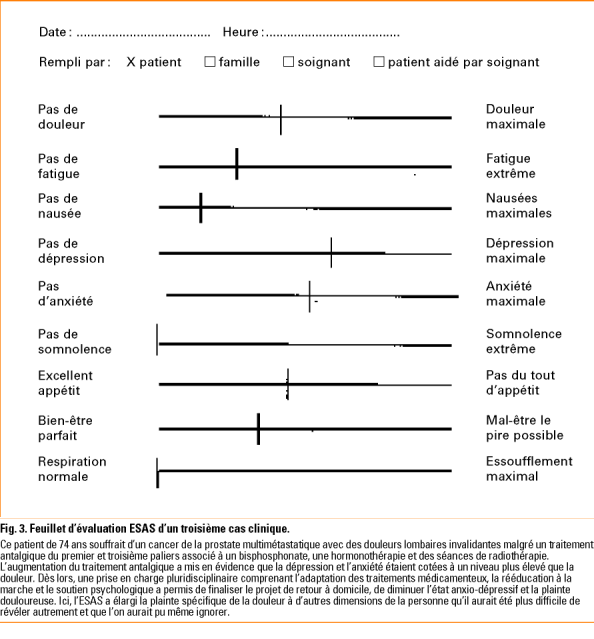 Date : ..................................... Heure : .....................................
Rempli par : X patient ☐ famille ☐ soignant ☐ patient aidé par soignant
Pas de douleur Douleur maximale
Pas de fatigue Fatigue extrême
Pas de nausée Nausées maximales
Pas de dépression Dépression maximale
Pas d'anxiété Anxiété maximale
Pas de somnolence Somnolence extrême
Excellent appétit Pas du tout d'appétit
Bien-être parfait Mal-être le pire possible
Respiration normale Essoufflement maximal
Fig. 3. Feuillet d'évaluation ESAS d'un troisième cas clinique.
Ce patient de 74 ans souffrait d'un cancer de la prostate multimétastatique avec des douleurs lombaires invalidantes malgré un traitement
antalgique du premier et troisième paliers associé à un bisphosphonate, une hormonothérapie et des séances de radiothérapie.
L'augmentation du traitement antalgique a mis en évidence que la dépression et l'anxiété étaient cotées à un niveau plus élevé que la
douleur. Dès lors, une prise en charge pluridisciplinaire comprenant l'adaptation des traitements médicamenteux, la rééducation à la
marche et le soutien psychologique a permis de finaliser le projet de retour à domicile, de diminuer l'état anxio-dépressif et la plainte
douloureuse. Ici, l'ESAS a élargi la plainte spécifique de la douleur à d'autres dimensions de la personne qu'il aurait été plus difficile de
révéler autrement et que l'on aurait pu même ignorer.